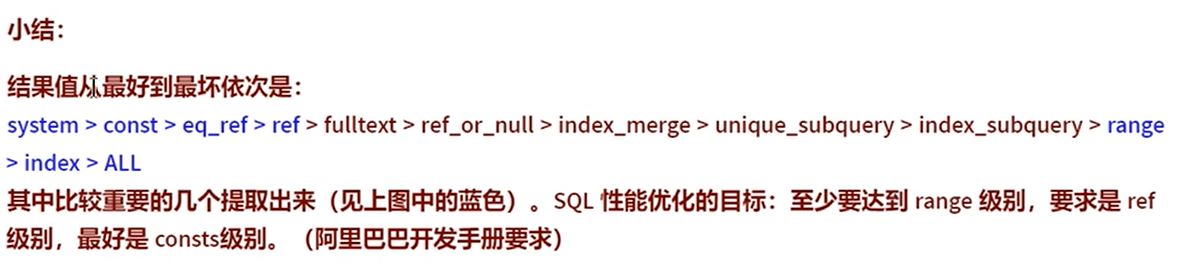 小结：
结果值从最好到最坏依次是：
system > const > eq_ref > ref > fulltext > ref_or_null > index_merge > unique_subquery > index_subquery > range
> index > ALL
其中比较重要的几个提取出来（见上图中的蓝色）。SQL 性能优化的目标：至少要达到 range 级别，要求是 ref
级别，最好是 consts级别。（阿里巴巴开发手册要求）